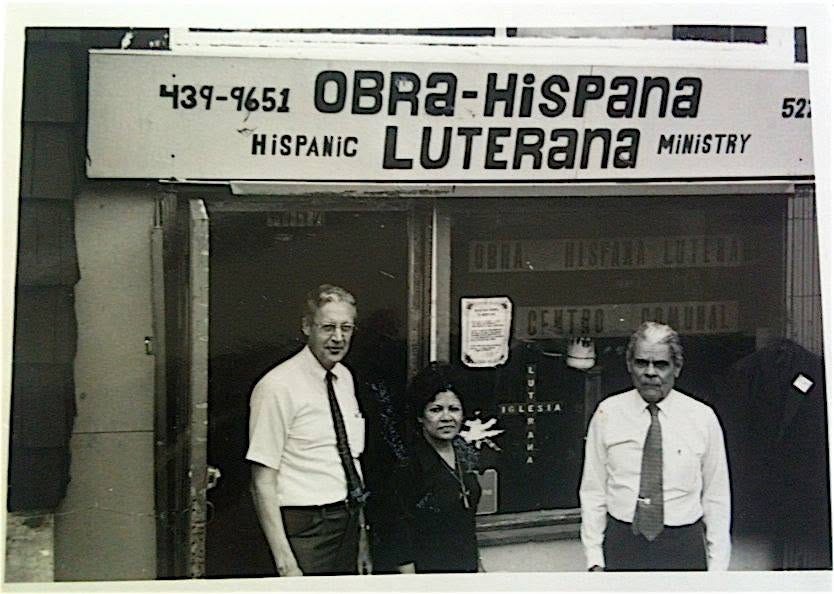 439-9651 OBRA-HISPANA 522
HISPANIC LUTERANA MINISTRY
OBRA HISPANA LUTERANA
CENTRO COMUNAL
LUTERANA
IGLESIA